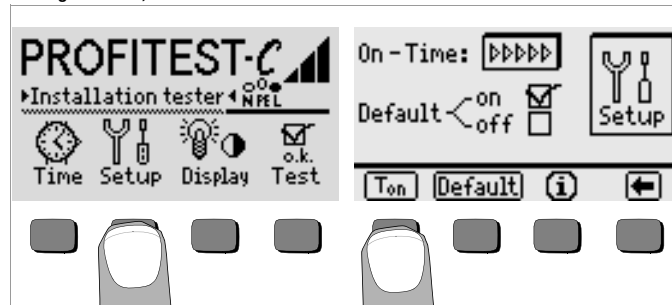 PROFITEST-C
▸Installation tester◂ N PE L
Time Setup Display o.k. Test
On-Time: ▷▷▷▷▷
Default on
off
Setup
Ton Default i